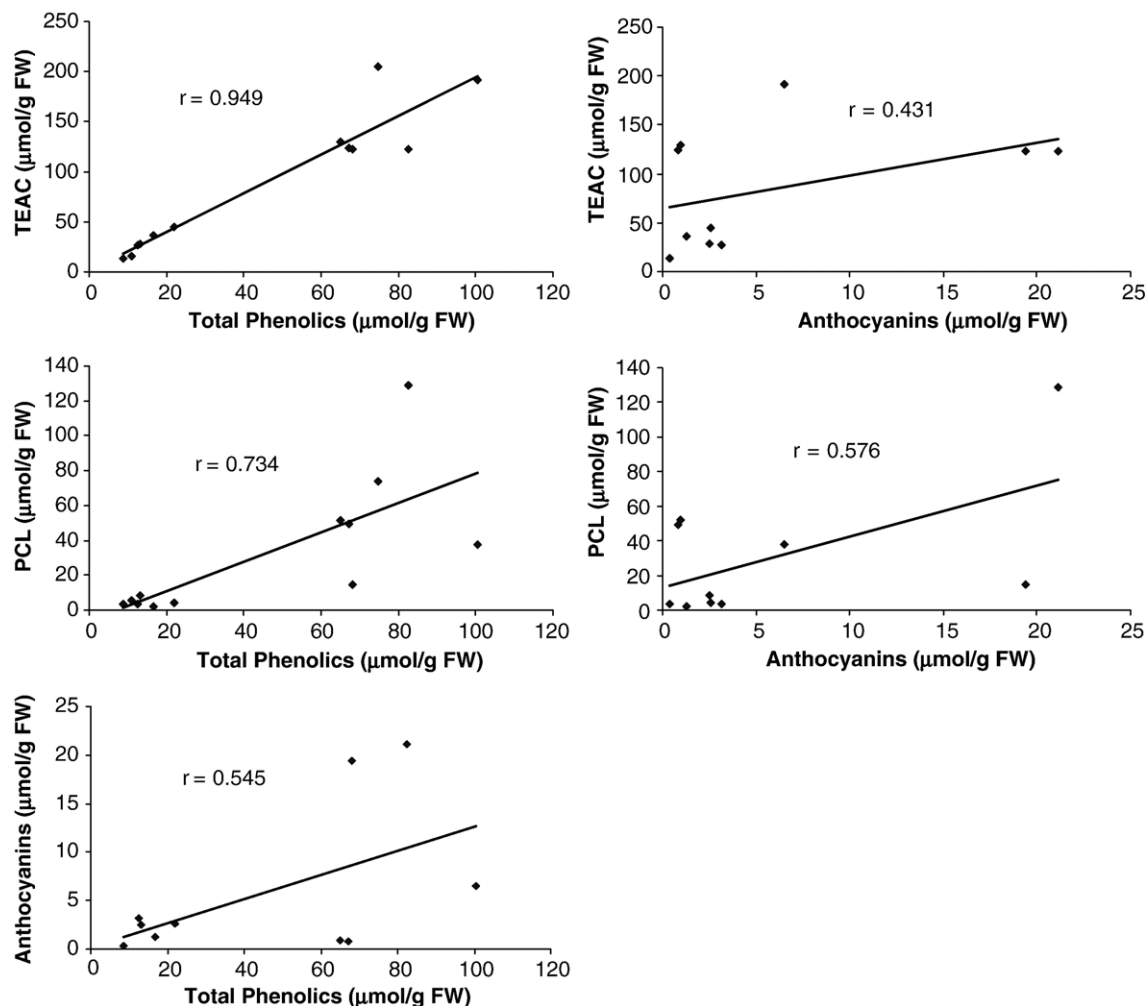 250
200
150
100
50
0
TEAC (μmol/g FW)
r = 0.949
0 20 40 60 80 100 120
Total Phenolics (μmol/g FW)
250
200
150
100
50
0
TEAC (μmol/g FW)
r = 0.431
0 5 10 15 20 25
Anthocyanins (μmol/g FW)
140
120
100
80
60
40
20
0
PCL (μmol/g FW)
r = 0.734
0 20 40 60 80 100 120
Total Phenolics (μmol/g FW)
140
120
100
80
60
40
20
0
PCL (μmol/g FW)
r = 0.576
0 5 10 15 20 25
Anthocyanins (μmol/g FW)
25
20
15
10
5
0
Anthocyanins (μmol/g FW)
r = 0.545
0 20 40 60 80 100 120
Total Phenolics (μmol/g FW)